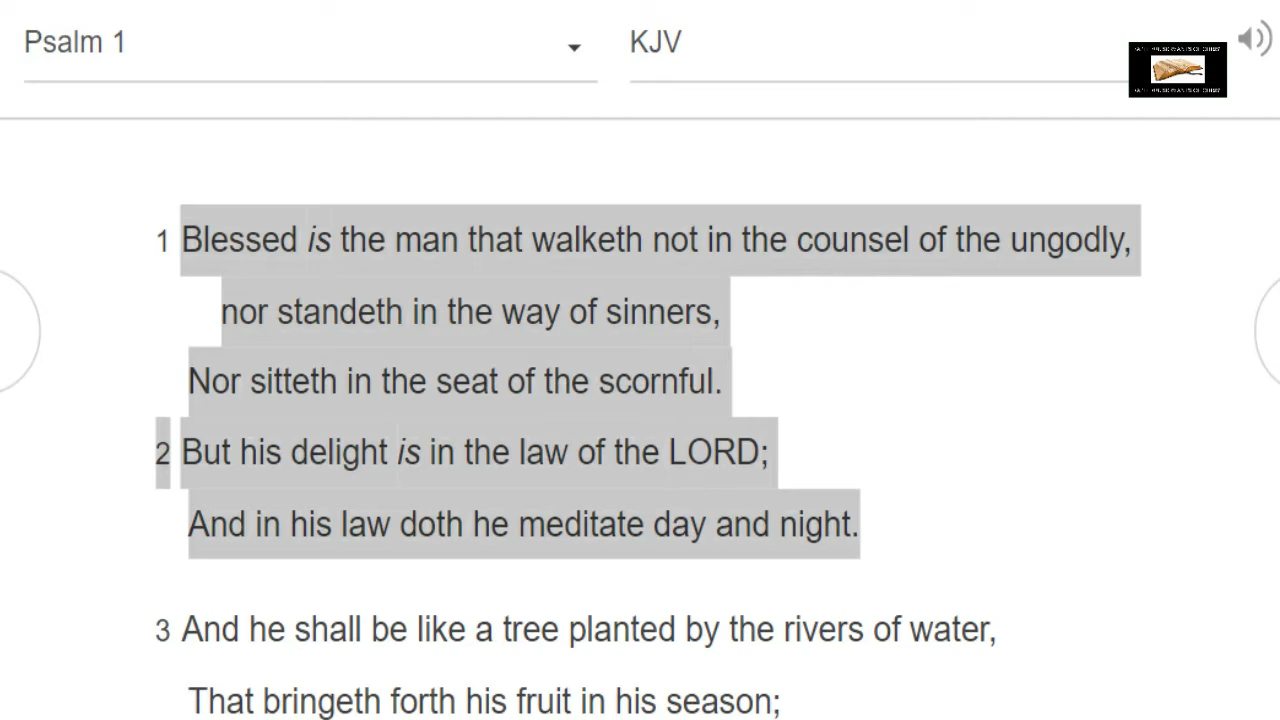 Psalm 1
KJV
1 Blessed is the man that walketh not in the counsel of the ungodly,
nor standeth in the way of sinners,
Nor sitteth in the seat of the scornful.
2 But his delight is in the law of the LORD;
And in his law doth he meditate day and night.
3 And he shall be like a tree planted by the rivers of water,
That bringeth forth his fruit in his season;